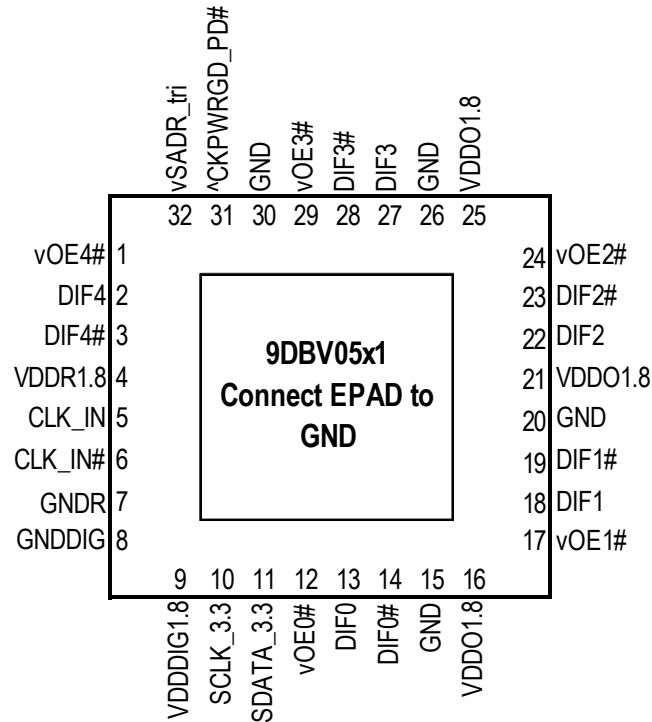 vSADR_tri
^CKPWRGD_PD#
GND
vOE3#
DIF3#
DIF3
GND
VDDO1.8
32 31 30 29 28 27 26 25
vOE4# 1
DIF4 2
DIF4# 3
VDDR1.8 4
CLK_IN 5
CLK_IN# 6
GNDR 7
GNDDIG 8
9DBV05x1
Connect EPAD to
GND
24 vOE2#
23 DIF2#
22 DIF2
21 VDDO1.8
20 GND
19 DIF1#
18 DIF1
17 vOE1#
9 10 11 12 13 14 15 16
VDDDIG1.8
SCLK_3.3
SDATA_3.3
vOE0#
DIF0
DIF0#
GND
VDDO1.8